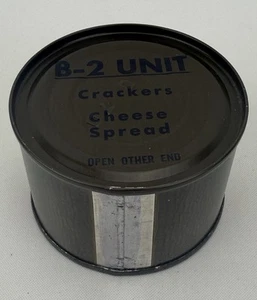 B-2 UNIT
Crackers
Cheese
Spread
OPEN OTHER END